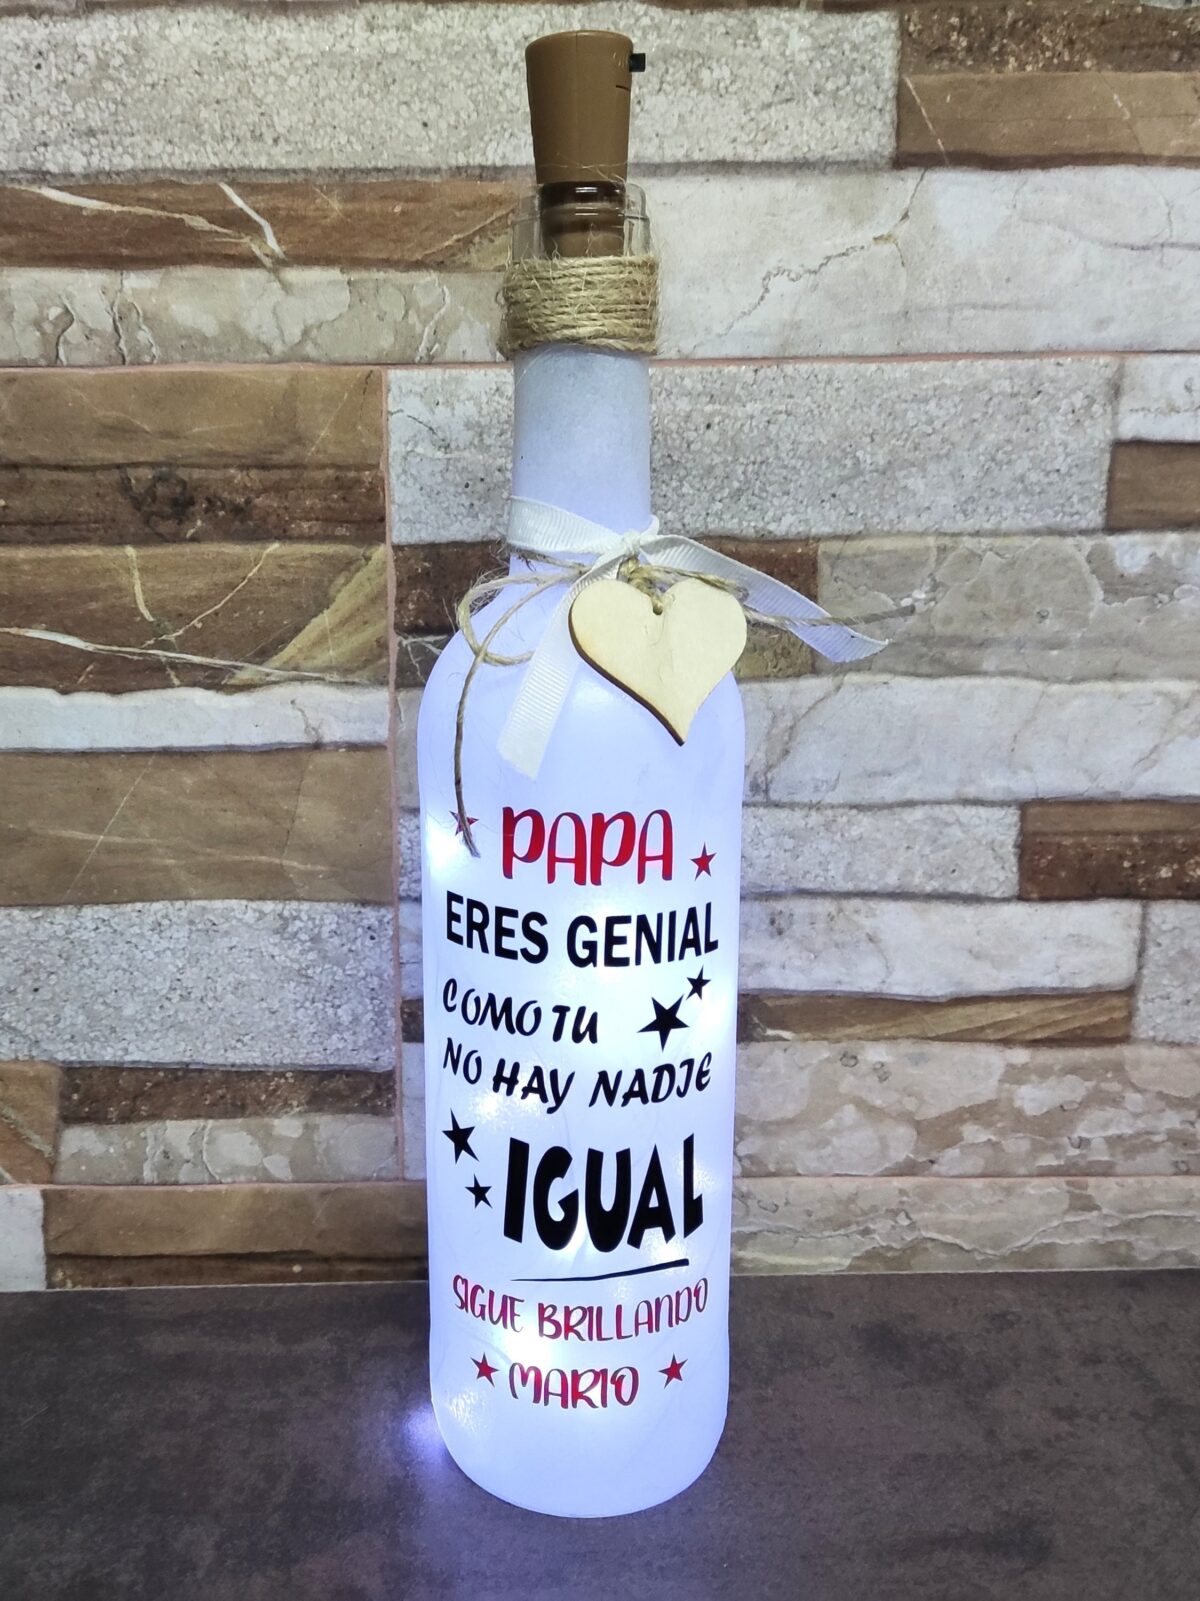 PAPA
ERES GENIAL
COMO TU
NO HAY NADIE
IGUAL
SIGUE BRILLANDO
MARIO